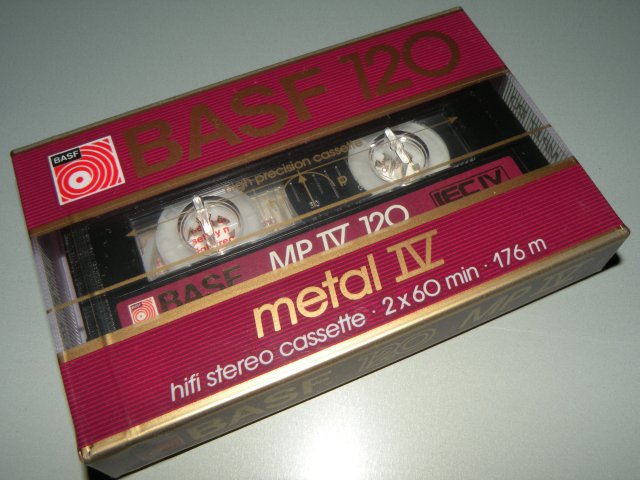 BASF 120
BASF
high precision cassette
IEC IV
MP IV 120
BASF
metal IV
hifi stereo cassette · 2 x 60 min · 176 m
BASF 120 MP IV